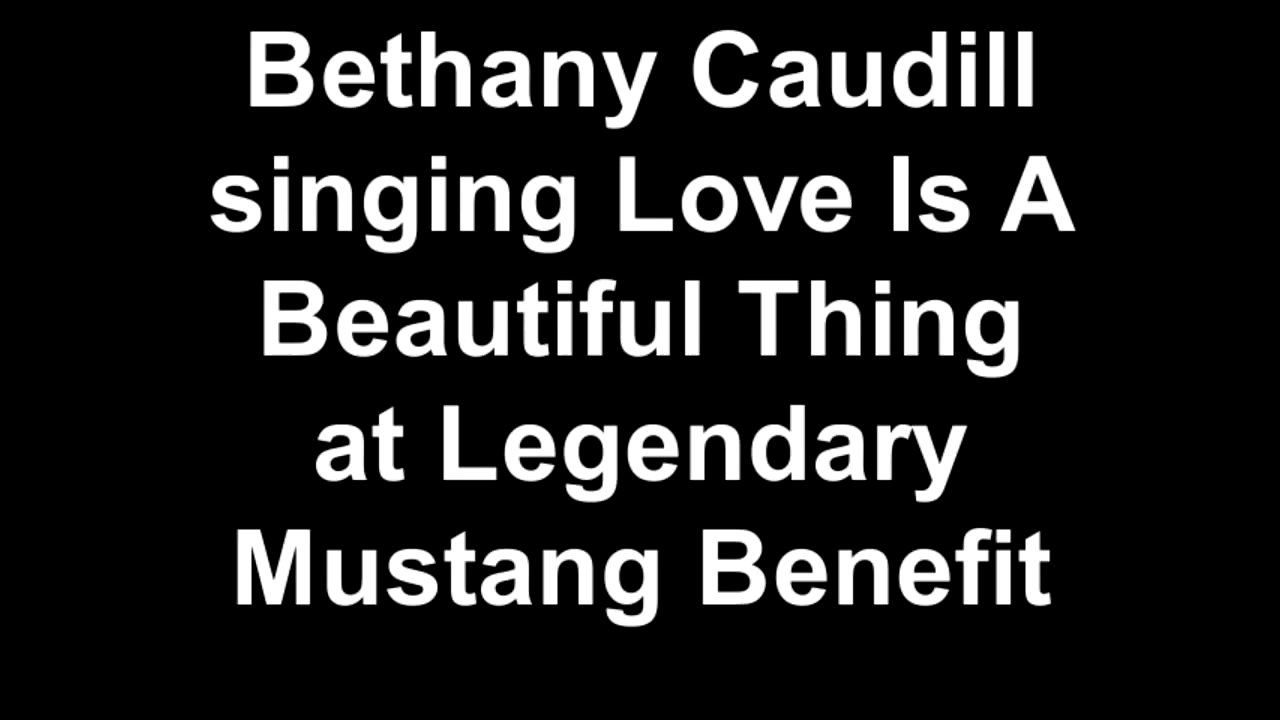 Bethany Caudill
singing Love Is A
Beautiful Thing
at Legendary
Mustang Benefit